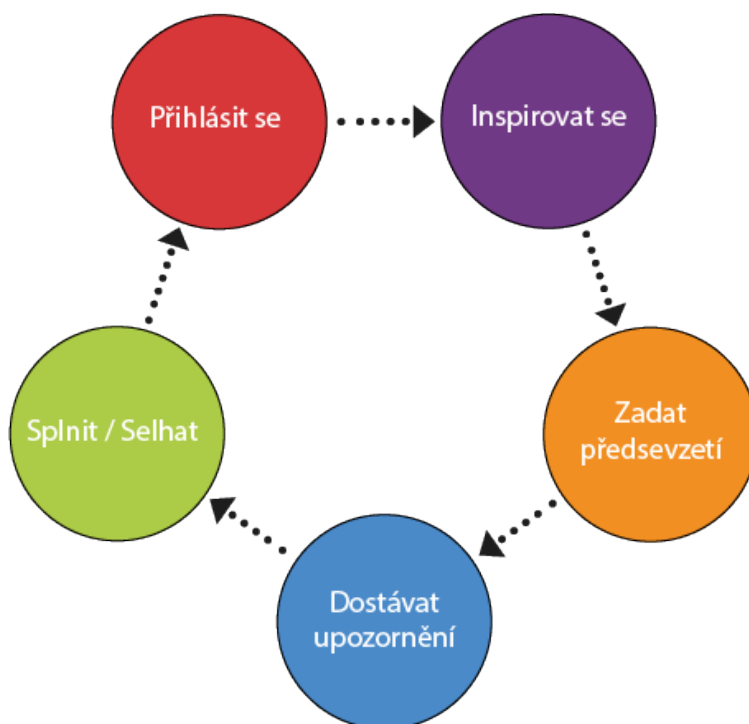 Přihlásit se
Inspirovat se
Zadat
předsevzetí
Dostávat
upozornění
Splnit / Selhat